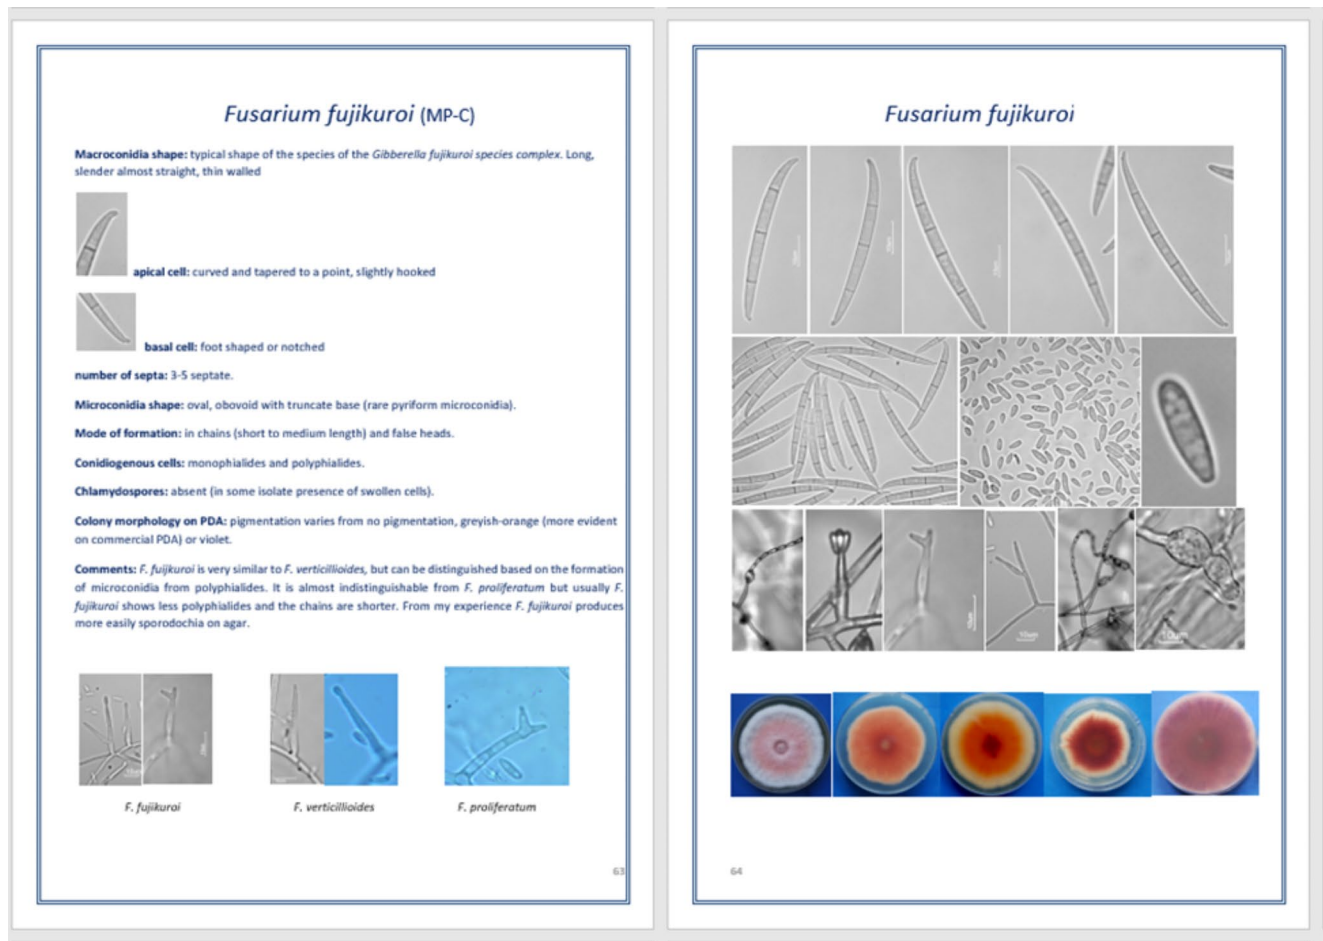 Fusarium fujikuroi (MP-C)
Macroconidia shape: typical shape of the species of the Gibberella fujikuroi species complex. Long,
slender almost straight, thin walled
apical cell: curved and tapered to a point, slightly hooked
basal cell: foot shaped or notched
number of septa: 3-5 septate.
Microconidia shape: oval, obovoid with truncate base (rare pyriform microconidia).
Mode of formation: in chains (short to medium length) and false heads.
Conidiogenous cells: monophialides and polyphialides.
Chlamydospores: absent (in some isolate presence of swollen cells).
Colony morphology on PDA: pigmentation varies from no pigmentation, greyish-orange (more evident
on commercial PDA) or violet.
Comments: F. fuijkuroi is very similar to F. verticillioides, but can be distinguished based on the formation
of microconidia from polyphialides. It is almost indistinguishable from F. proliferatum but usually F.
fujikuroi shows less polyphialides and the chains are shorter. From my experience F. fujikuroi produces
more easily sporodochia on agar.
F. fujikuroi
F. verticillioides
F. proliferatum
63
Fusarium fujikuroi
10um
10um
64